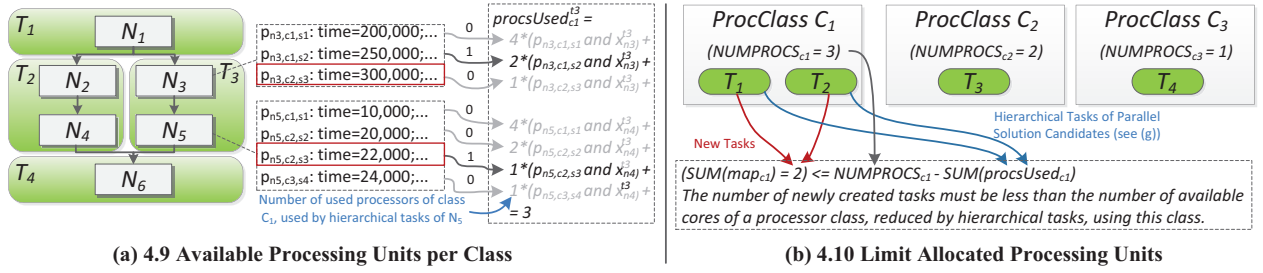 T1
N1
T2
N2
N3
T3
N4
N5
T4
N6
pn3,c1,s1: time=200,000;...
pn3,c1,s2: time=250,000;...
pn3,c2,s3: time=300,000;...
pn5,c1,s1: time=10,000;...
pn5,c2,s2: time=20,000;...
pn5,c2,s3: time=22,000;...
pn5,c3,s4: time=24,000;...
0
1
0
0
0
1
0
Number of used processors of class
C1, used by hierarchical tasks of N5
procsUsedc1t3 =
4*(pn3,c1,s1 and xn3t3) +
2*(pn3,c1,s2 and xn3t3) +
1*(pn3,c2,s3 and xn3t3) +
4*(pn5,c1,s1 and xn4t3) +
2*(pn5,c2,s2 and xn4t3) +
1*(pn5,c2,s3 and xn4t3) +
1*(pn5,c3,s4 and xn4t3) +
= 3
(a) 4.9 Available Processing Units per Class
ProcClass C1
(NUMPROCSc1 = 3)
T1
T2
ProcClass C2
(NUMPROCSc2 = 2)
T3
ProcClass C3
(NUMPROCSc3 = 1)
T4
New Tasks
Hierarchical Tasks of Parallel
Solution Candidates (see (g))
(SUM(mapc1) = 2) <= NUMPROCSc1 - SUM(procsUsedc1)
The number of newly created tasks must be less than the number of available
cores of a processor class, reduced by hierarchical tasks, using this class.
(b) 4.10 Limit Allocated Processing Units